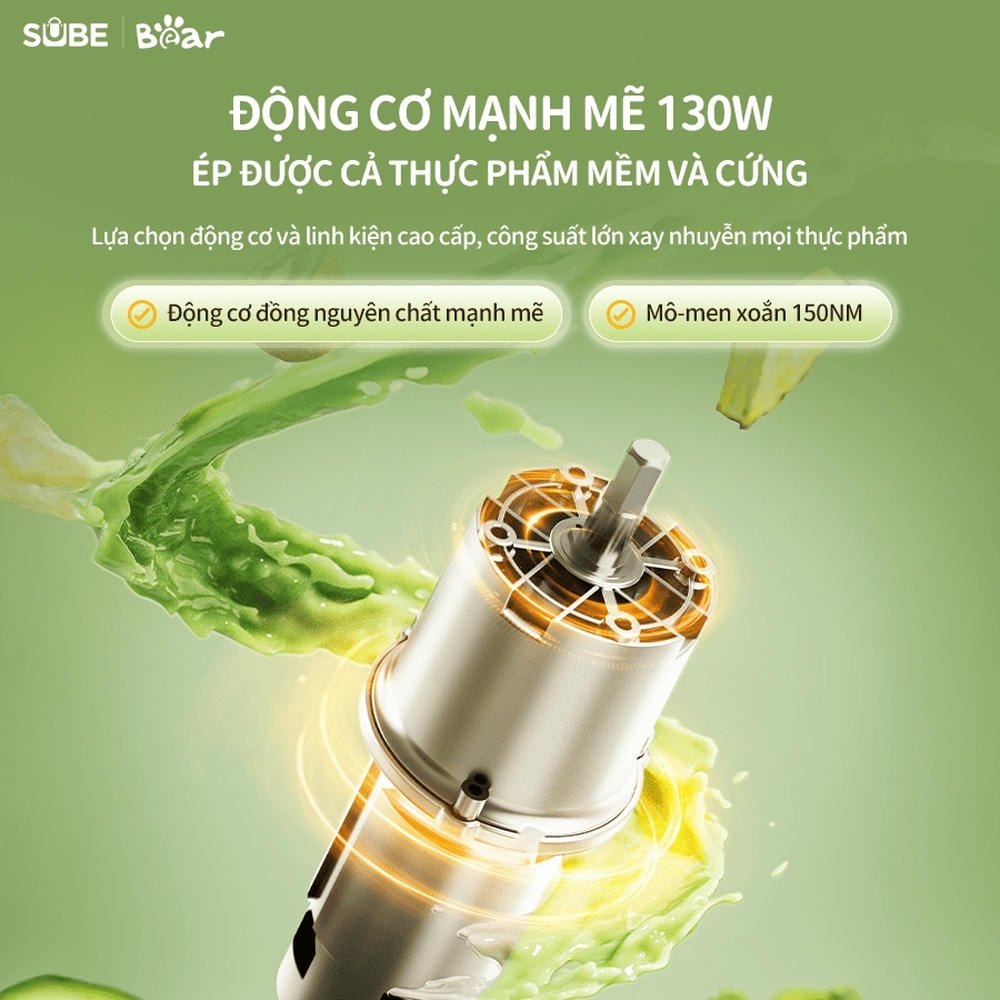 SUBE Bear
ĐỘNG CƠ MẠNH MẼ 130W
ÉP ĐƯỢC CẢ THỰC PHẨM MỀM VÀ CỨNG
Lựa chọn động cơ và linh kiện cao cấp, công suất lớn xay nhuyễn mọi thực phẩm
Động cơ đồng nguyên chất mạnh mẽ
Mô-men xoắn 150NM